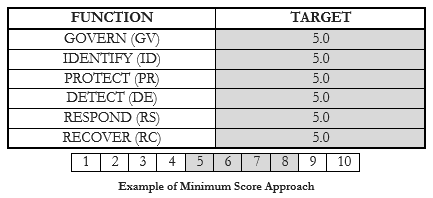 FUNCTION TARGET
GOVERN (GV) 5.0
IDENTIFY (ID) 5.0
PROTECT (PR) 5.0
DETECT (DE) 5.0
RESPOND (RS) 5.0
RECOVER (RC) 5.0
1 2 3 4 5 6 7 8 9 10
Example of Minimum Score Approach